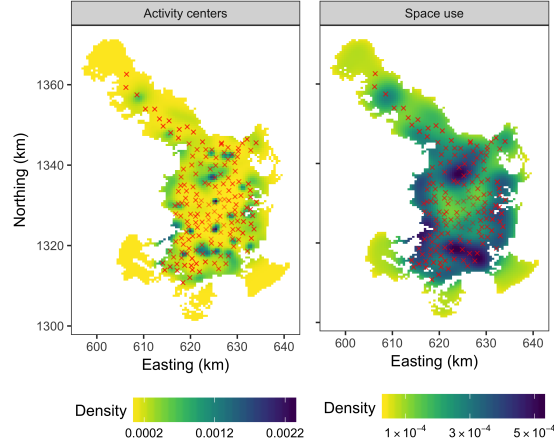 Activity centers
Space use
1360
1340
1320
1300
Northing (km)
600 610 620 630 640
600 610 620 630 640
Easting (km)
Easting (km)
Density
0.0002 0.0012 0.0022
Density
1×10⁻⁴ 3×10⁻⁴ 5×10⁻⁴